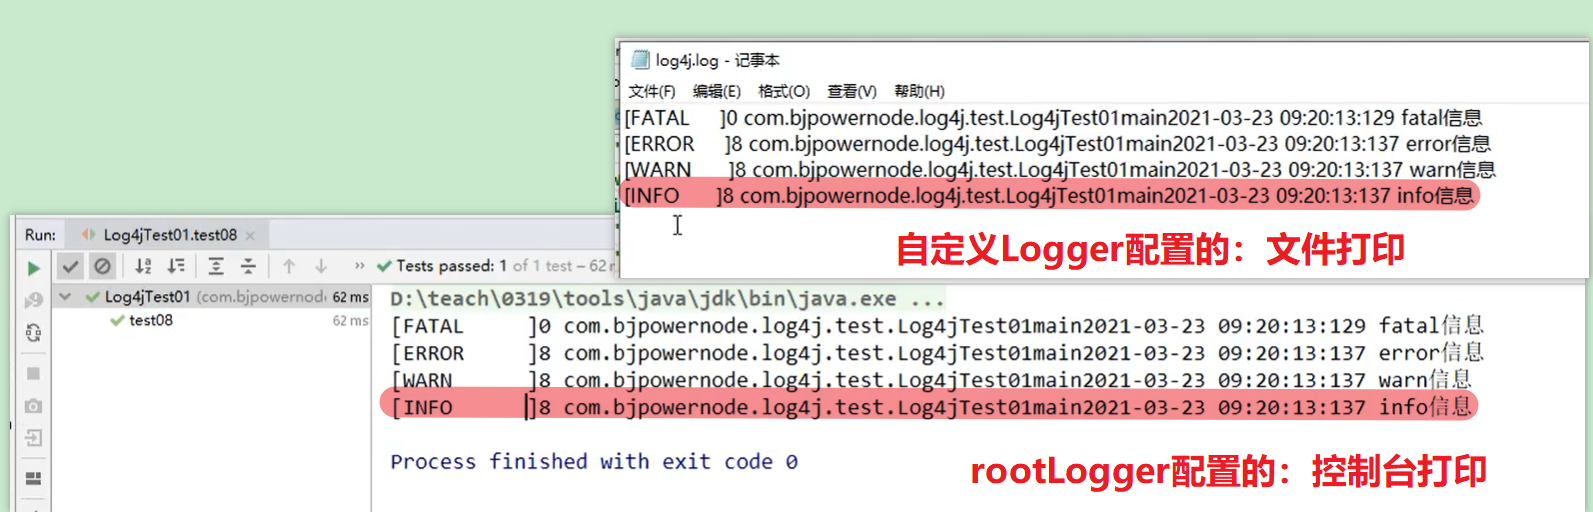 log4j.log - 记事本
文件(F) 编辑(E) 格式(O) 查看(V) 帮助(H)
[FATAL ]0 com.bjpowernode.log4j.test.Log4jTest01main2021-03-23 09:20:13:129 fatal信息
[ERROR ]8 com.bjpowernode.log4j.test.Log4jTest01main2021-03-23 09:20:13:137 error信息
[WARN ]8 com.bjpowernode.log4j.test.Log4jTest01main2021-03-23 09:20:13:137 warn信息
[INFO ]8 com.bjpowernode.log4j.test.Log4jTest01main2021-03-23 09:20:13:137 info信息
自定义Logger配置的：文件打印
Run: Log4jTest01.test08
Tests passed: 1 of 1 test – 62
Log4jTest01 (com.bjpowernod 62 ms
test08 62 ms
D:\teach\0319\tools\java\jdk\bin\java.exe ...
[FATAL ]0 com.bjpowernode.log4j.test.Log4jTest01main2021-03-23 09:20:13:129 fatal信息
[ERROR ]8 com.bjpowernode.log4j.test.Log4jTest01main2021-03-23 09:20:13:137 error信息
[WARN ]8 com.bjpowernode.log4j.test.Log4jTest01main2021-03-23 09:20:13:137 warn信息
[INFO ]8 com.bjpowernode.log4j.test.Log4jTest01main2021-03-23 09:20:13:137 info信息
Process finished with exit code 0
rootLogger配置的：控制台打印